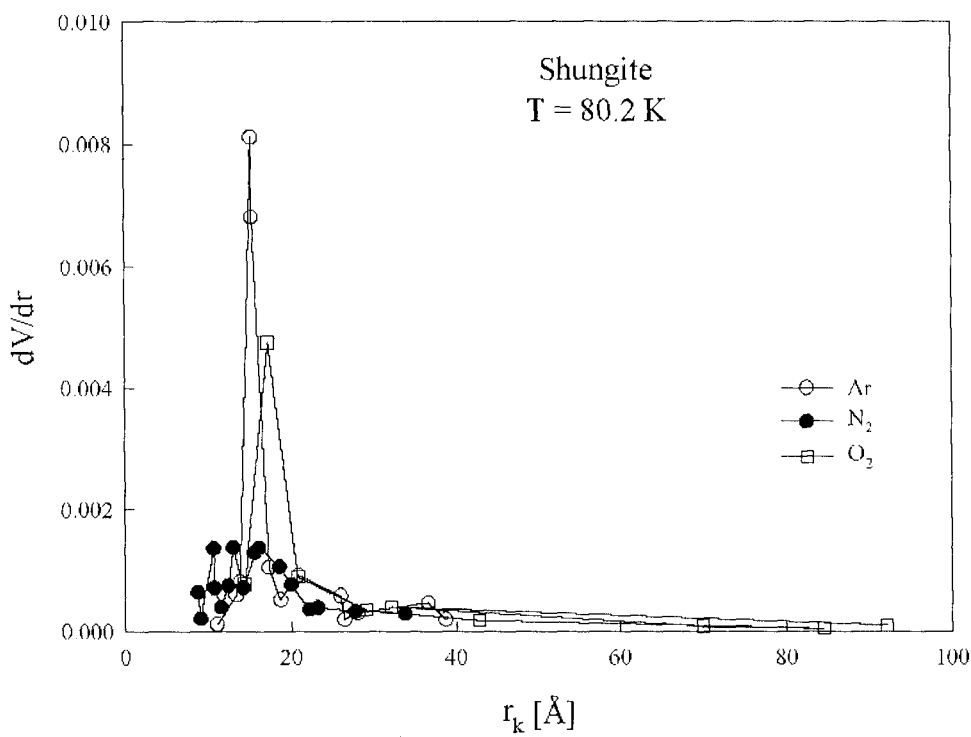 0.010
0.008
0.006
0.004
0.002
0.000
dV/dr
Shungite
T = 80.2 K
Ar
N₂
O₂
0 20 40 60 80 100
r_k [Å]